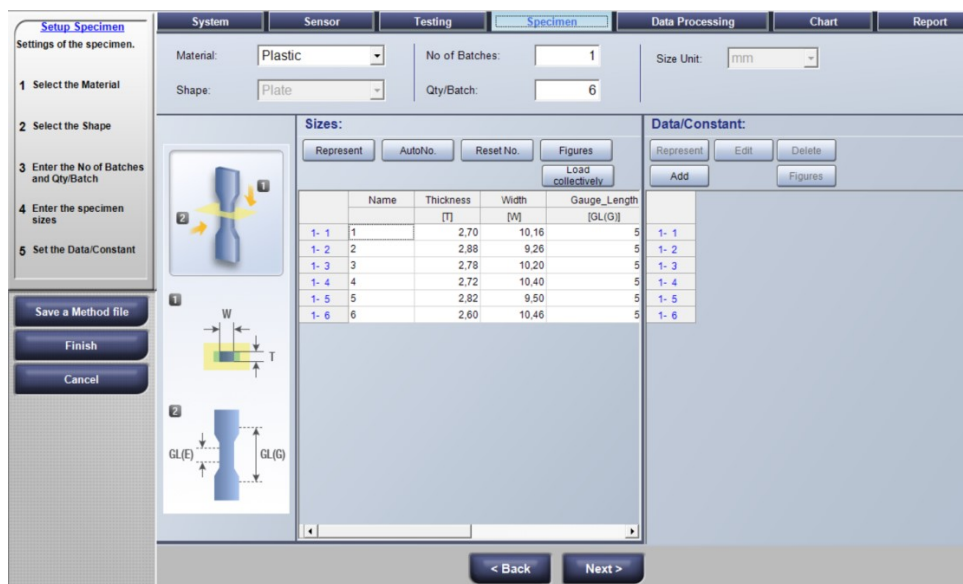 System Sensor Testing Specimen Data Processing Chart Report
Setup Specimen
Settings of the specimen.
1 Select the Material
2 Select the Shape
3 Enter the No of Batches
and Qty/Batch
4 Enter the specimen
sizes
5 Set the Data/Constant
Save a Method file
Finish
Cancel
Material: Plastic
Shape: Plate
No of Batches: 1
Qty/Batch: 6
Size Unit: mm
1
2
1
W
T
2
GL(E) GL(G)
Sizes:
Represent AutoNo. Reset No. Figures
Load
collectively
Name Thickness Width Gauge_Length
[T] [W] [GL(G)]
1- 1 1 2,70 10,16 5
1- 2 2 2,88 9,26 5
1- 3 3 2,78 10,20 5
1- 4 4 2,72 10,40 5
1- 5 5 2,82 9,50 5
1- 6 6 2,60 10,46 5
Data/Constant:
Represent Edit Delete
Add Figures
1- 1
1- 2
1- 3
1- 4
1- 5
1- 6
< Back Next >